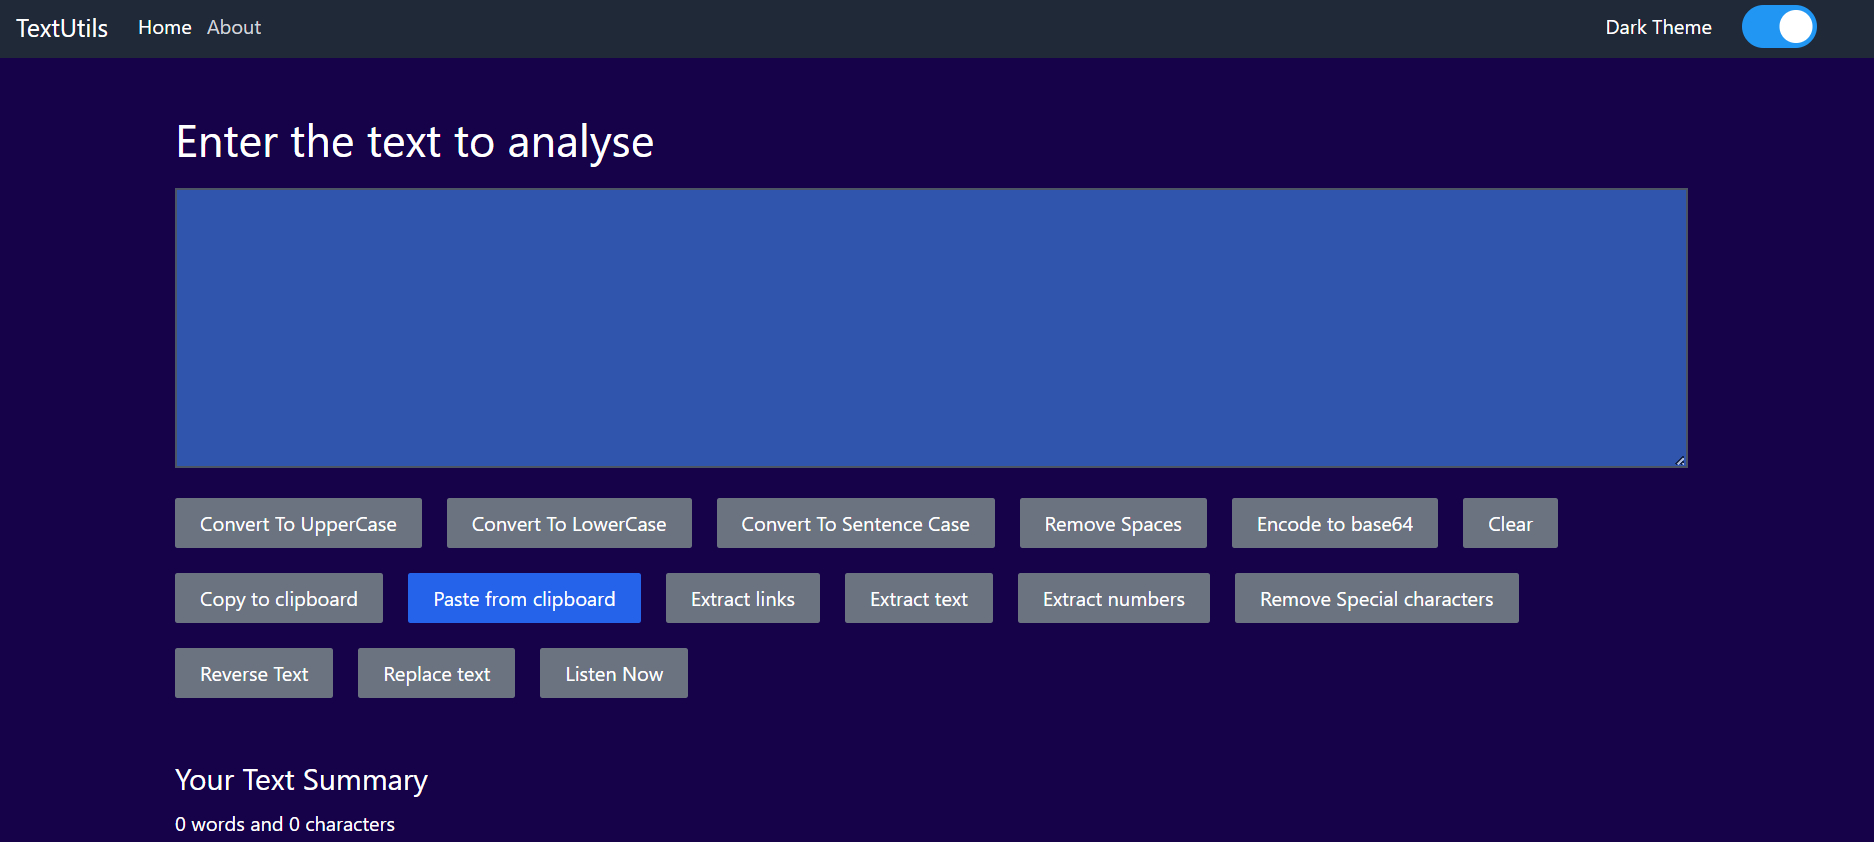 TextUtils Home About Dark Theme
Enter the text to analyse
Convert To UpperCase Convert To LowerCase Convert To Sentence Case Remove Spaces Encode to base64 Clear
Copy to clipboard Paste from clipboard Extract links Extract text Extract numbers Remove Special characters
Reverse Text Replace text Listen Now
Your Text Summary
0 words and 0 characters